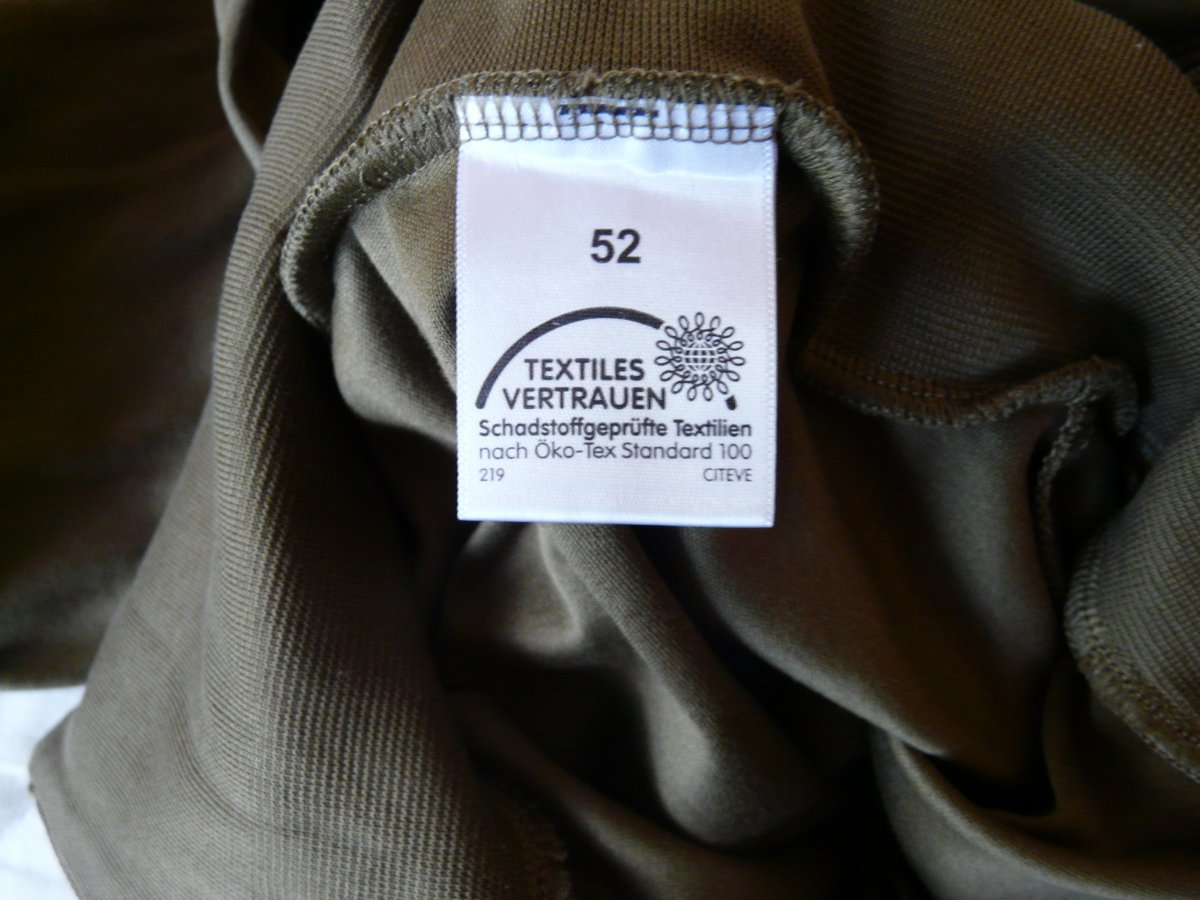 52
TEXTILES
VERTRAUEN
Schadstoffgeprüfte Textilien
nach Öko-Tex Standard 100
219 CITEVE